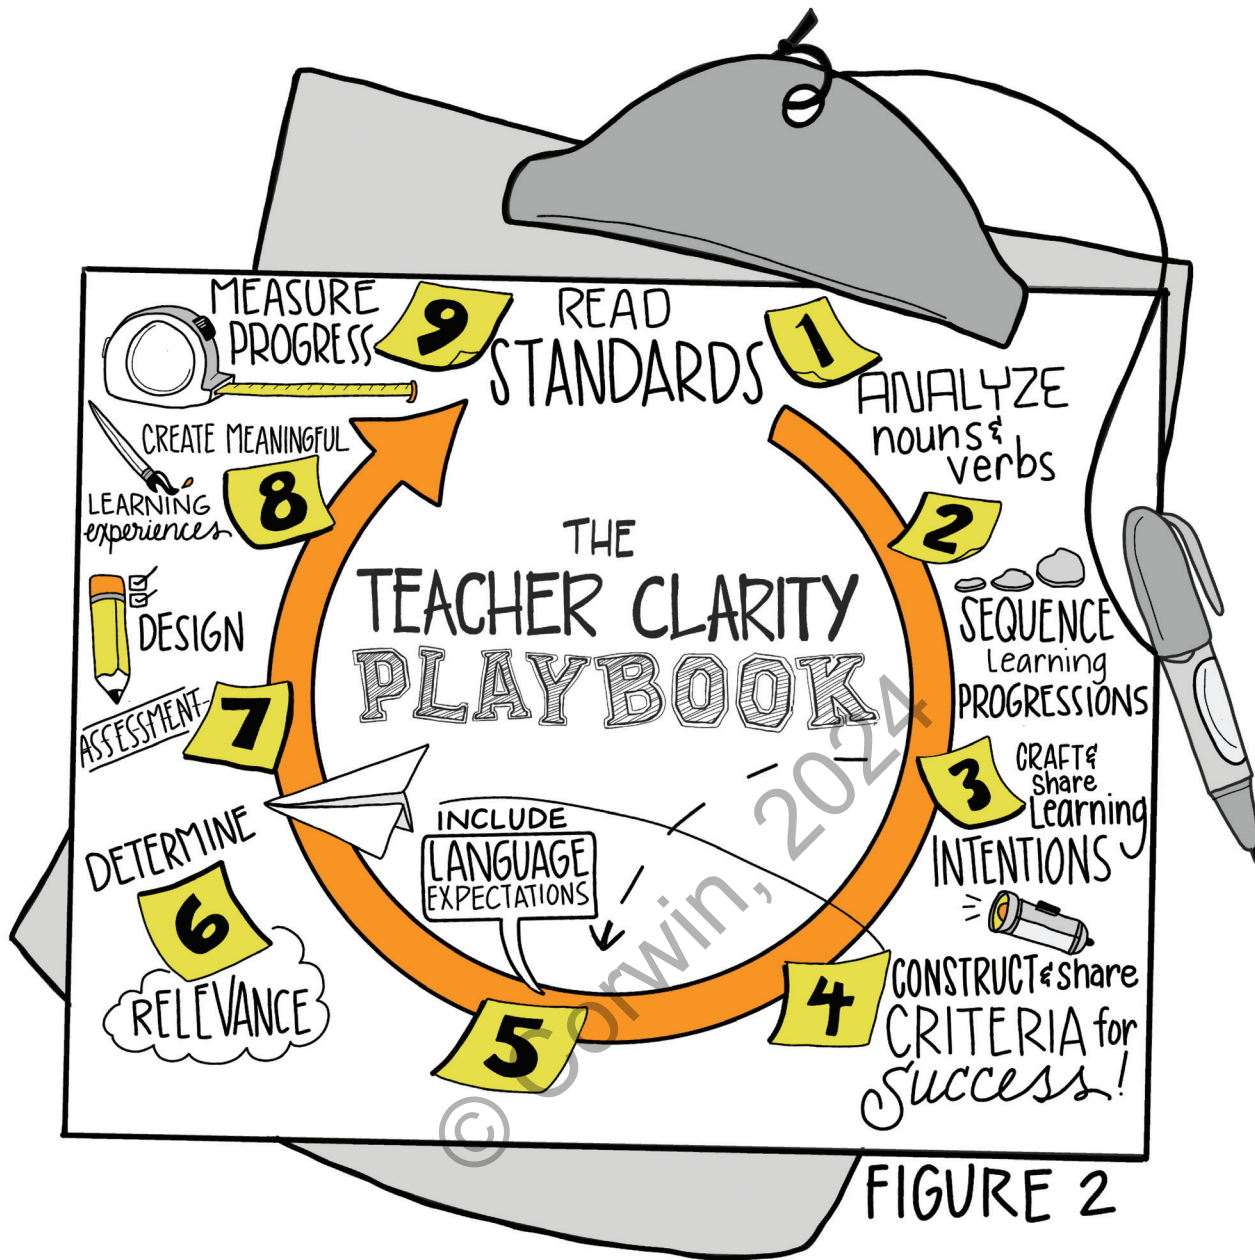 THE
TEACHER CLARITY
PLAYBOOK
READ
STANDARDS
1
ANALYZE
nouns &
verbs
2
SEQUENCE
Learning
PROGRESSIONS
3
CRAFT &
share
Learning
INTENTIONS
4
CONSTRUCT & share
CRITERIA for
Success!
5
INCLUDE
LANGUAGE
EXPECTATIONS
6
DETERMINE
RELEVANCE
7
DESIGN
ASSESSMENT
8
CREATE MEANINGFUL
LEARNING
experiences
9
MEASURE
PROGRESS
© Corwin, 2024
FIGURE 2